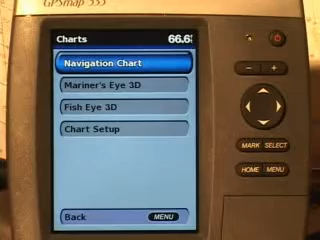 GPSmap 555
Charts 66.6
Navigation Chart
Mariner's Eye 3D
Fish Eye 3D
Chart Setup
Back MENU
- +
MARK SELECT
HOME MENU